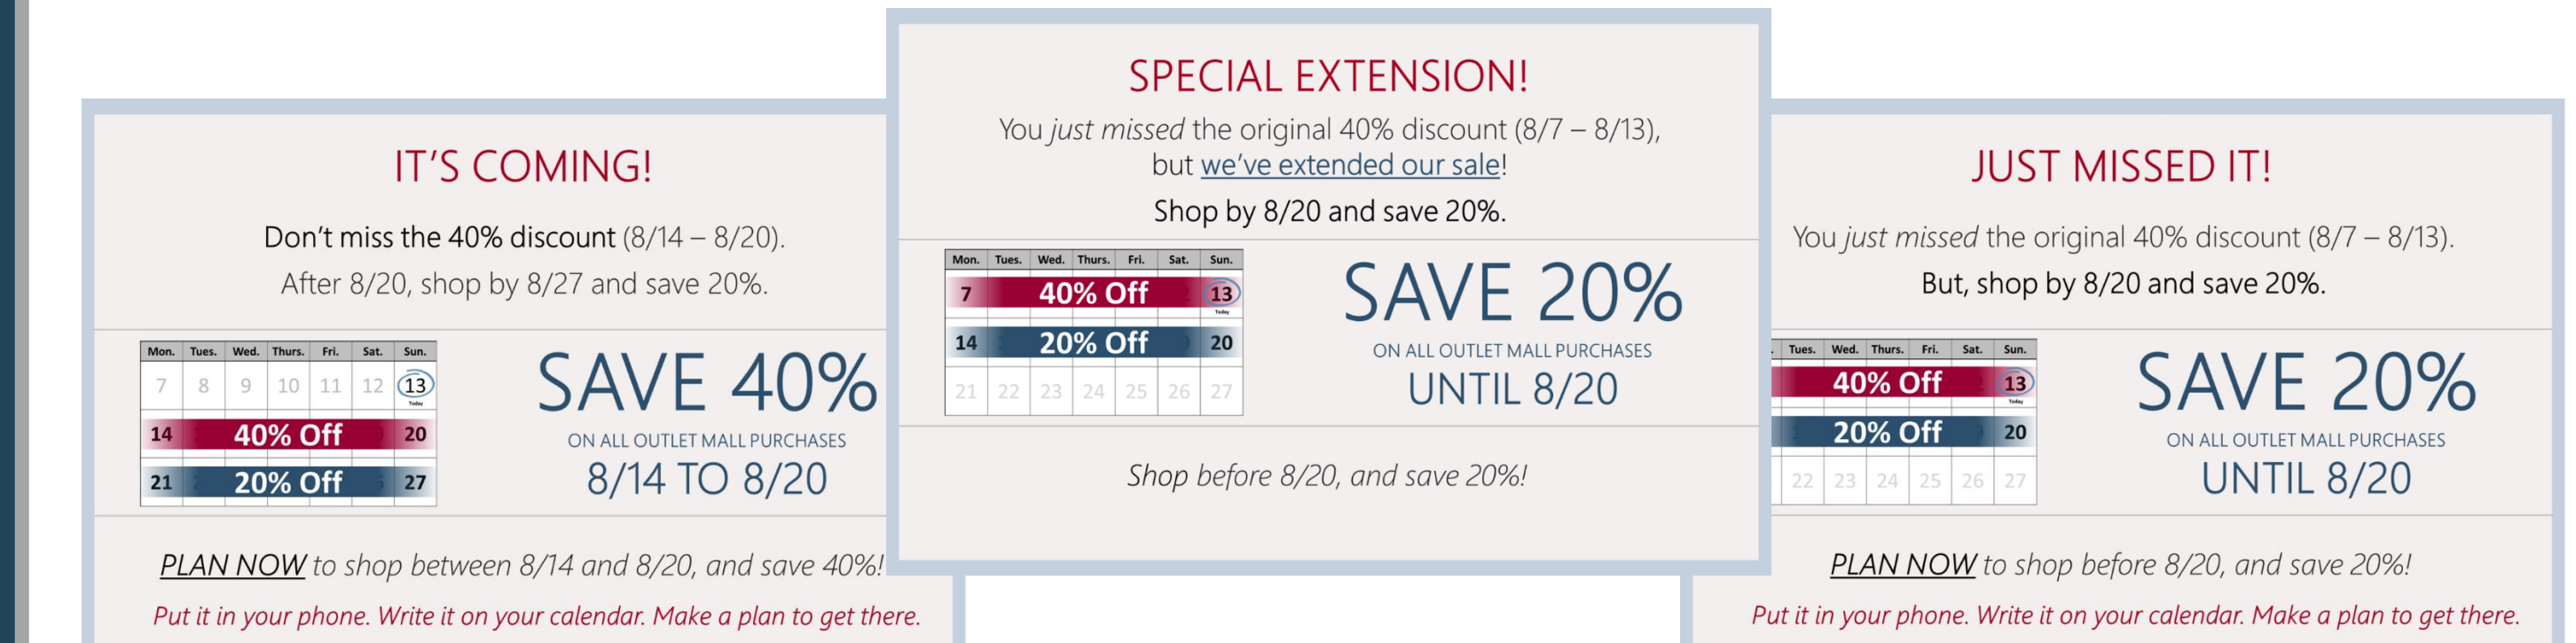 IT'S COMING!
Don't miss the 40% discount (8/14 – 8/20).
After 8/20, shop by 8/27 and save 20%.
Mon. Tues. Wed. Thurs. Fri. Sat. Sun.
7 8 9 10 11 12 13
Today
14 40% Off 20
21 20% Off 27
SAVE 40%
ON ALL OUTLET MALL PURCHASES
8/14 TO 8/20
PLAN NOW to shop between 8/14 and 8/20, and save 40%!
Put it in your phone. Write it on your calendar. Make a plan to get there.
SPECIAL EXTENSION!
You just missed the original 40% discount (8/7 – 8/13),
but we've extended our sale!
Shop by 8/20 and save 20%.
Mon. Tues. Wed. Thurs. Fri. Sat. Sun.
7 40% Off 13
Today
14 20% Off 20
21 22 23 24 25 26 27
SAVE 20%
ON ALL OUTLET MALL PURCHASES
UNTIL 8/20
Shop before 8/20, and save 20%!
JUST MISSED IT!
You just missed the original 40% discount (8/7 – 8/13).
But, shop by 8/20 and save 20%.
Tues. Wed. Thurs. Fri. Sat. Sun.
40% Off 13
Today
20% Off 20
22 23 24 25 26 27
SAVE 20%
ON ALL OUTLET MALL PURCHASES
UNTIL 8/20
PLAN NOW to shop before 8/20, and save 20%!
Put it in your phone. Write it on your calendar. Make a plan to get there.